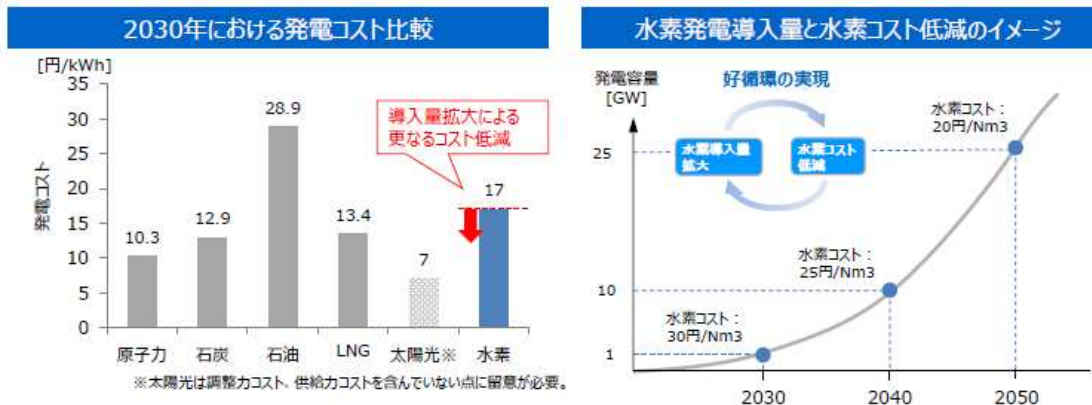 2030年における発電コスト比較
[円/kWh]
35
30
25
20
15
10
5
0
発電コスト
10.3
12.9
28.9
13.4
7
17
導入量拡大による
更なるコスト低減
原子力
石炭
石油
LNG
太陽光※
水素
※太陽光は調整力コスト、供給力コストを含んでいない点に留意が必要。
水素発電導入量と水素コスト低減のイメージ
発電容量
[GW]
好循環の実現
水素導入量
拡大
水素コスト
低減
水素コスト：
20円/Nm3
25
水素コスト：
25円/Nm3
10
水素コスト：
30円/Nm3
1
2030
2040
2050